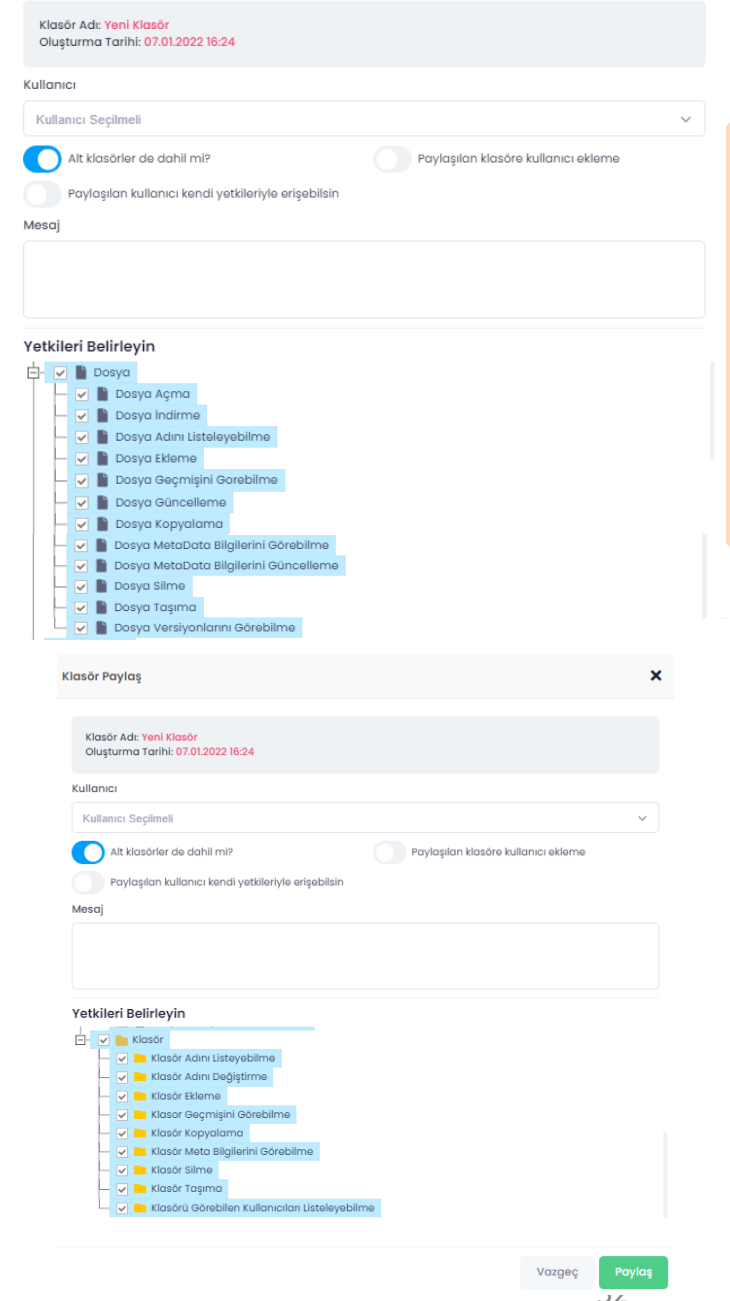 Klasör Adı: Yeni Klasör
Oluşturma Tarihi: 07.01.2022 16:24
Kullanıcı
Kullanıcı Seçilmeli
Alt klasörler de dahil mi?
Paylaşılan klasöre kullanıcı ekleme
Paylaşılan kullanıcı kendi yetkileriyle erişebilsin
Mesaj
Yetkileri Belirleyin
Dosya
Dosya Açma
Dosya İndirme
Dosya Adını Listeleyebilme
Dosya Ekleme
Dosya Geçmişini Gorebilme
Dosya Güncelleme
Dosya Kopyalama
Dosya MetaData Bilgilerini Görebilme
Dosya MetaData Bilgilerini Güncelleme
Dosya Silme
Dosya Taşıma
Dosya Versiyonlarını Görebilme
Klasör Paylaş
Klasör Adı: Yeni Klasör
Oluşturma Tarihi: 07.01.2022 16:24
Kullanıcı
Kullanıcı Seçilmeli
Alt klasörler de dahil mi?
Paylaşılan klasöre kullanıcı ekleme
Paylaşılan kullanıcı kendi yetkileriyle erişebilsin
Mesaj
Yetkileri Belirleyin
Klasör
Klasör Adını Listeyebilme
Klasör Adını Değiştirme
Klasör Ekleme
Klasor Geçmişini Görebilme
Klasör Kopyalama
Klasör Meta Bilgilerini Görebilme
Klasör Silme
Klasör Taşıma
Klasörü Görebilen Kullanıcıları Listeleyebilme
Vazgeç
Paylaş